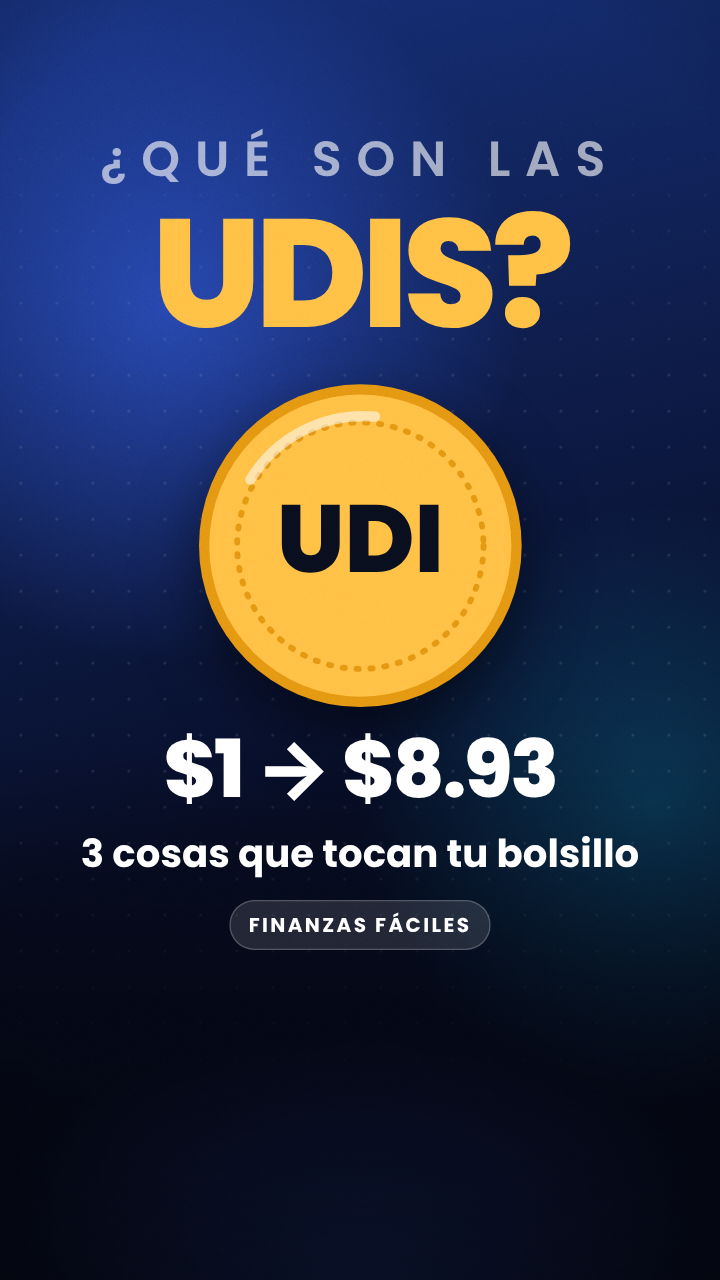 ¿QUÉ SON LAS
UDIS?
UDI
$1 → $8.93
3 cosas que tocan tu bolsillo
FINANZAS FÁCILES